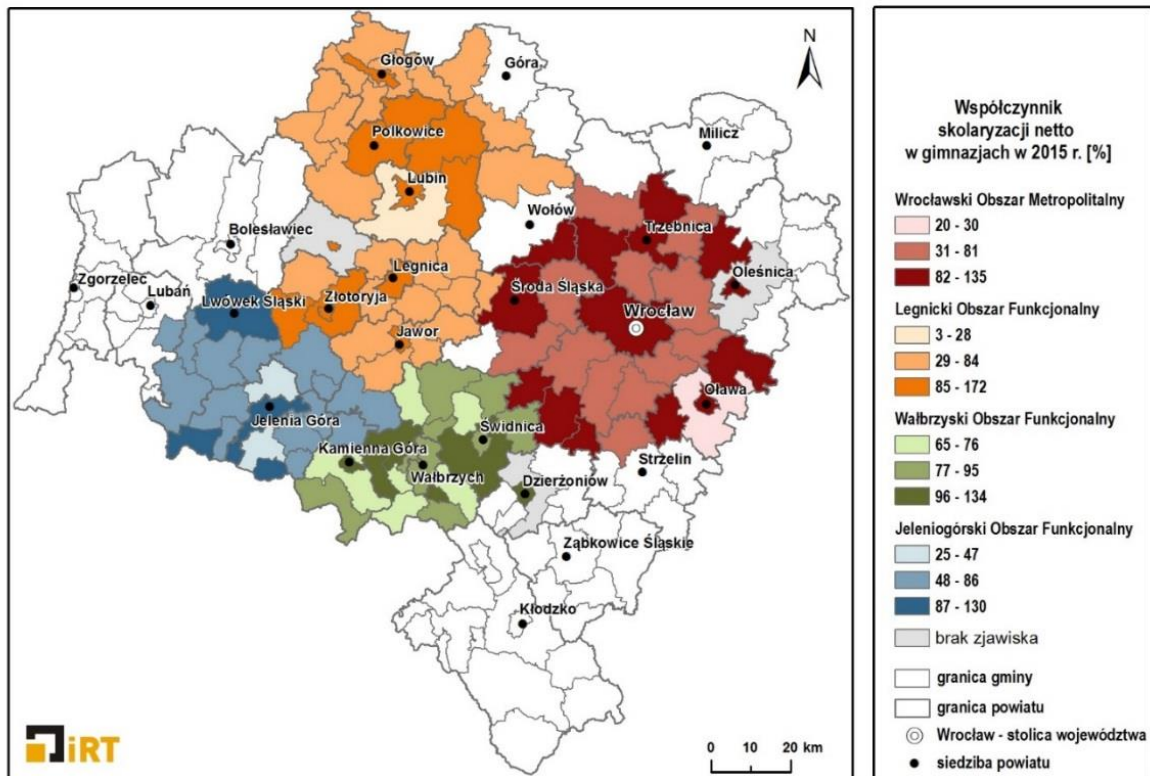 N
Głogów
Góra
Polkowice
Milicz
Lubin
Wołów
Trzebnica
Bolesławiec
Zgorzelec
Lubań
Legnica
Oleśnica
Lwówek Śląski
Złotoryja
Środa Śląska
Wrocław
Jawor
Jelenia Góra
Oława
Świdnica
Kamienna Góra
Wałbrzych
Strzelin
Dzierżoniów
Ząbkowice Śląskie
Kłodzko
iRT
0 10 20 km
Współczynnik
skolaryzacji netto
w gimnazjach w 2015 r. [%]
Wrocławski Obszar Metropolitalny
20 - 30
31 - 81
82 - 135
Legnicki Obszar Funkcjonalny
3 - 28
29 - 84
85 - 172
Wałbrzyski Obszar Funkcjonalny
65 - 76
77 - 95
96 - 134
Jeleniogórski Obszar Funkcjonalny
25 - 47
48 - 86
87 - 130
brak zjawiska
granica gminy
granica powiatu
Wrocław - stolica województwa
siedziba powiatu